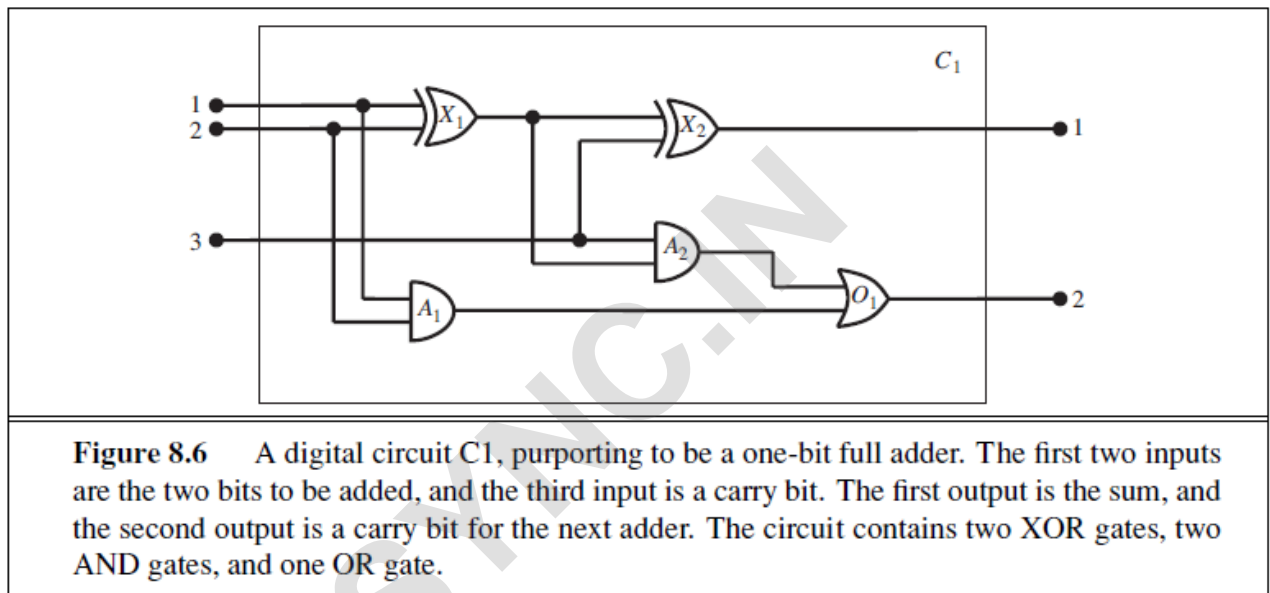 C1
1
X1
X2
1
2
3
A2
A1
O1
2
SYNC.IN
Figure 8.6 A digital circuit C1, purporting to be a one-bit full adder. The first two inputs
are the two bits to be added, and the third input is a carry bit. The first output is the sum, and
the second output is a carry bit for the next adder. The circuit contains two XOR gates, two
AND gates, and one OR gate.